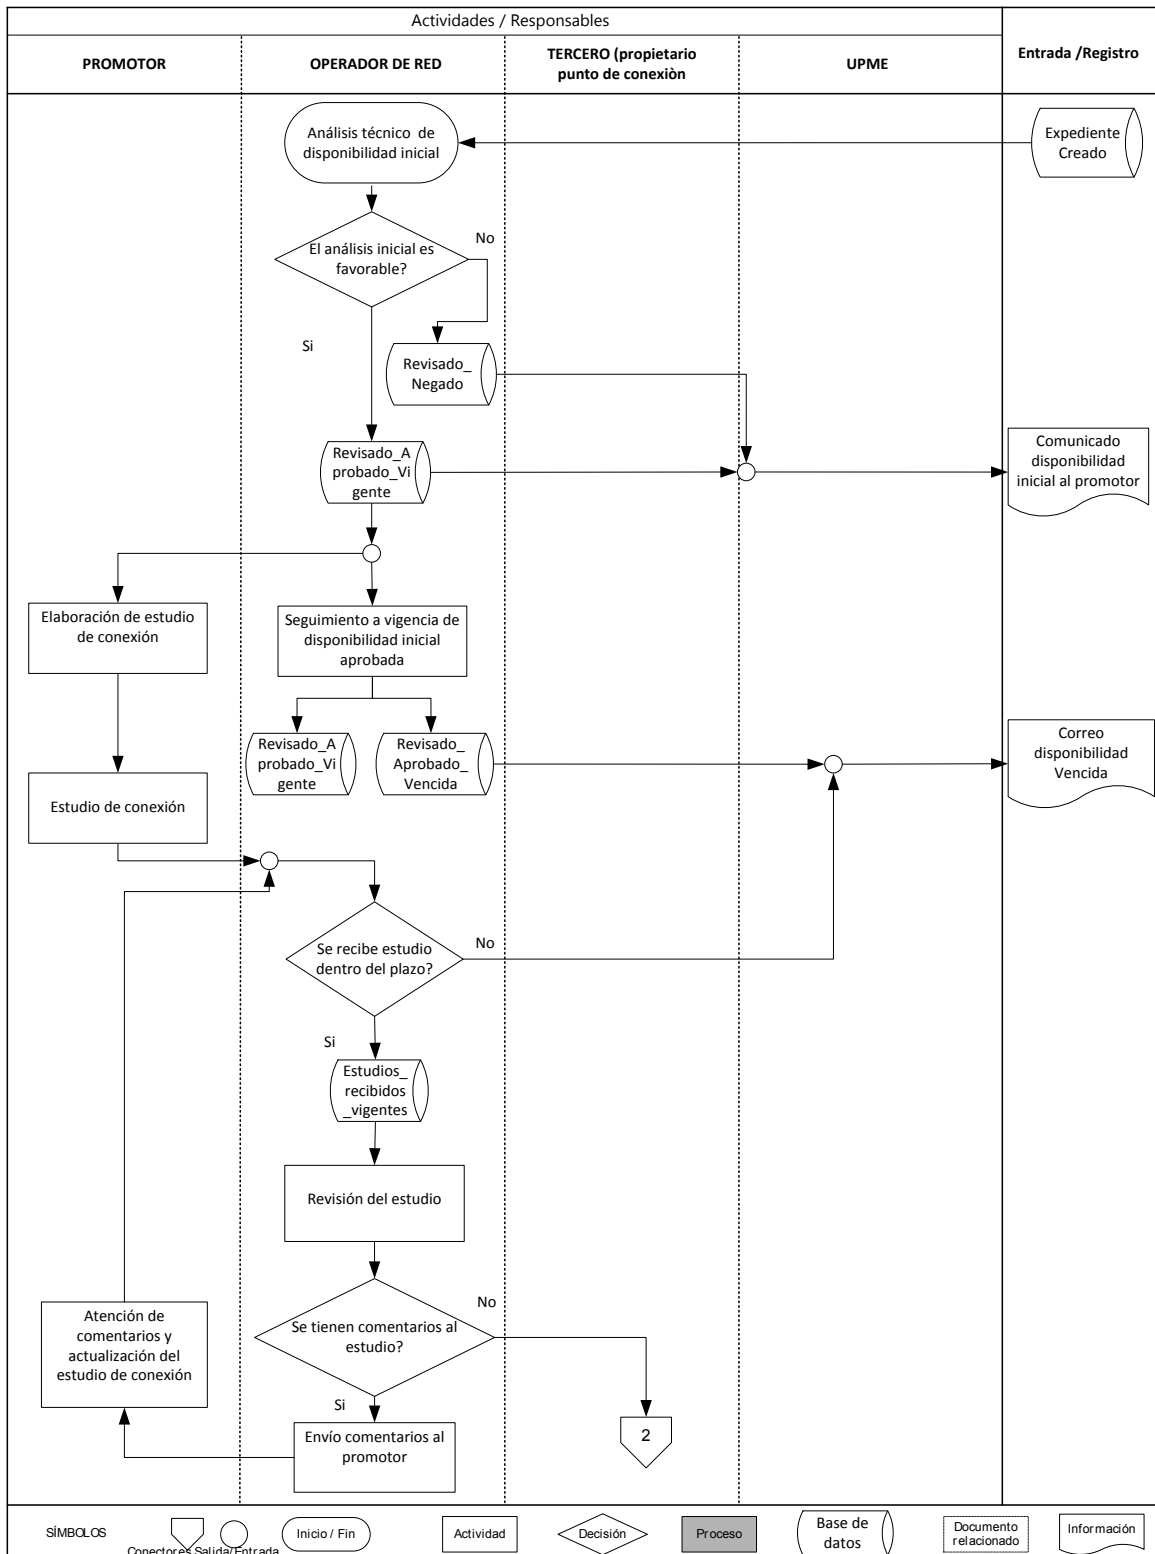 Actividades / Responsables
PROMOTOR
OPERADOR DE RED
TERCERO (propietario
punto de conexiòn
UPME
Entrada /Registro
Análisis técnico de
disponibilidad inicial
Expediente
Creado
El análisis inicial es
favorable?
No
Si
Revisado_
Negado
Revisado_A
probado_Vi
gente
Comunicado
disponibilidad
inicial al promotor
Elaboración de estudio
de conexión
Seguimiento a vigencia de
disponibilidad inicial
aprobada
Revisado_A
probado_Vi
gente
Revisado_
Aprobado_
Vencida
Correo
disponibilidad
Vencida
Estudio de conexión
Se recibe estudio
dentro del plazo?
No
Si
Estudios_
recibidos
_vigentes
Revisión del estudio
Atención de
comentarios y
actualización del
estudio de conexión
Se tienen comentarios al
estudio?
No
Si
Envío comentarios al
promotor
2
SÍMBOLOS
Conectores Salida/Entrada
Inicio / Fin
Actividad
Decisión
Proceso
Base de
datos
Documento
relacionado
Información